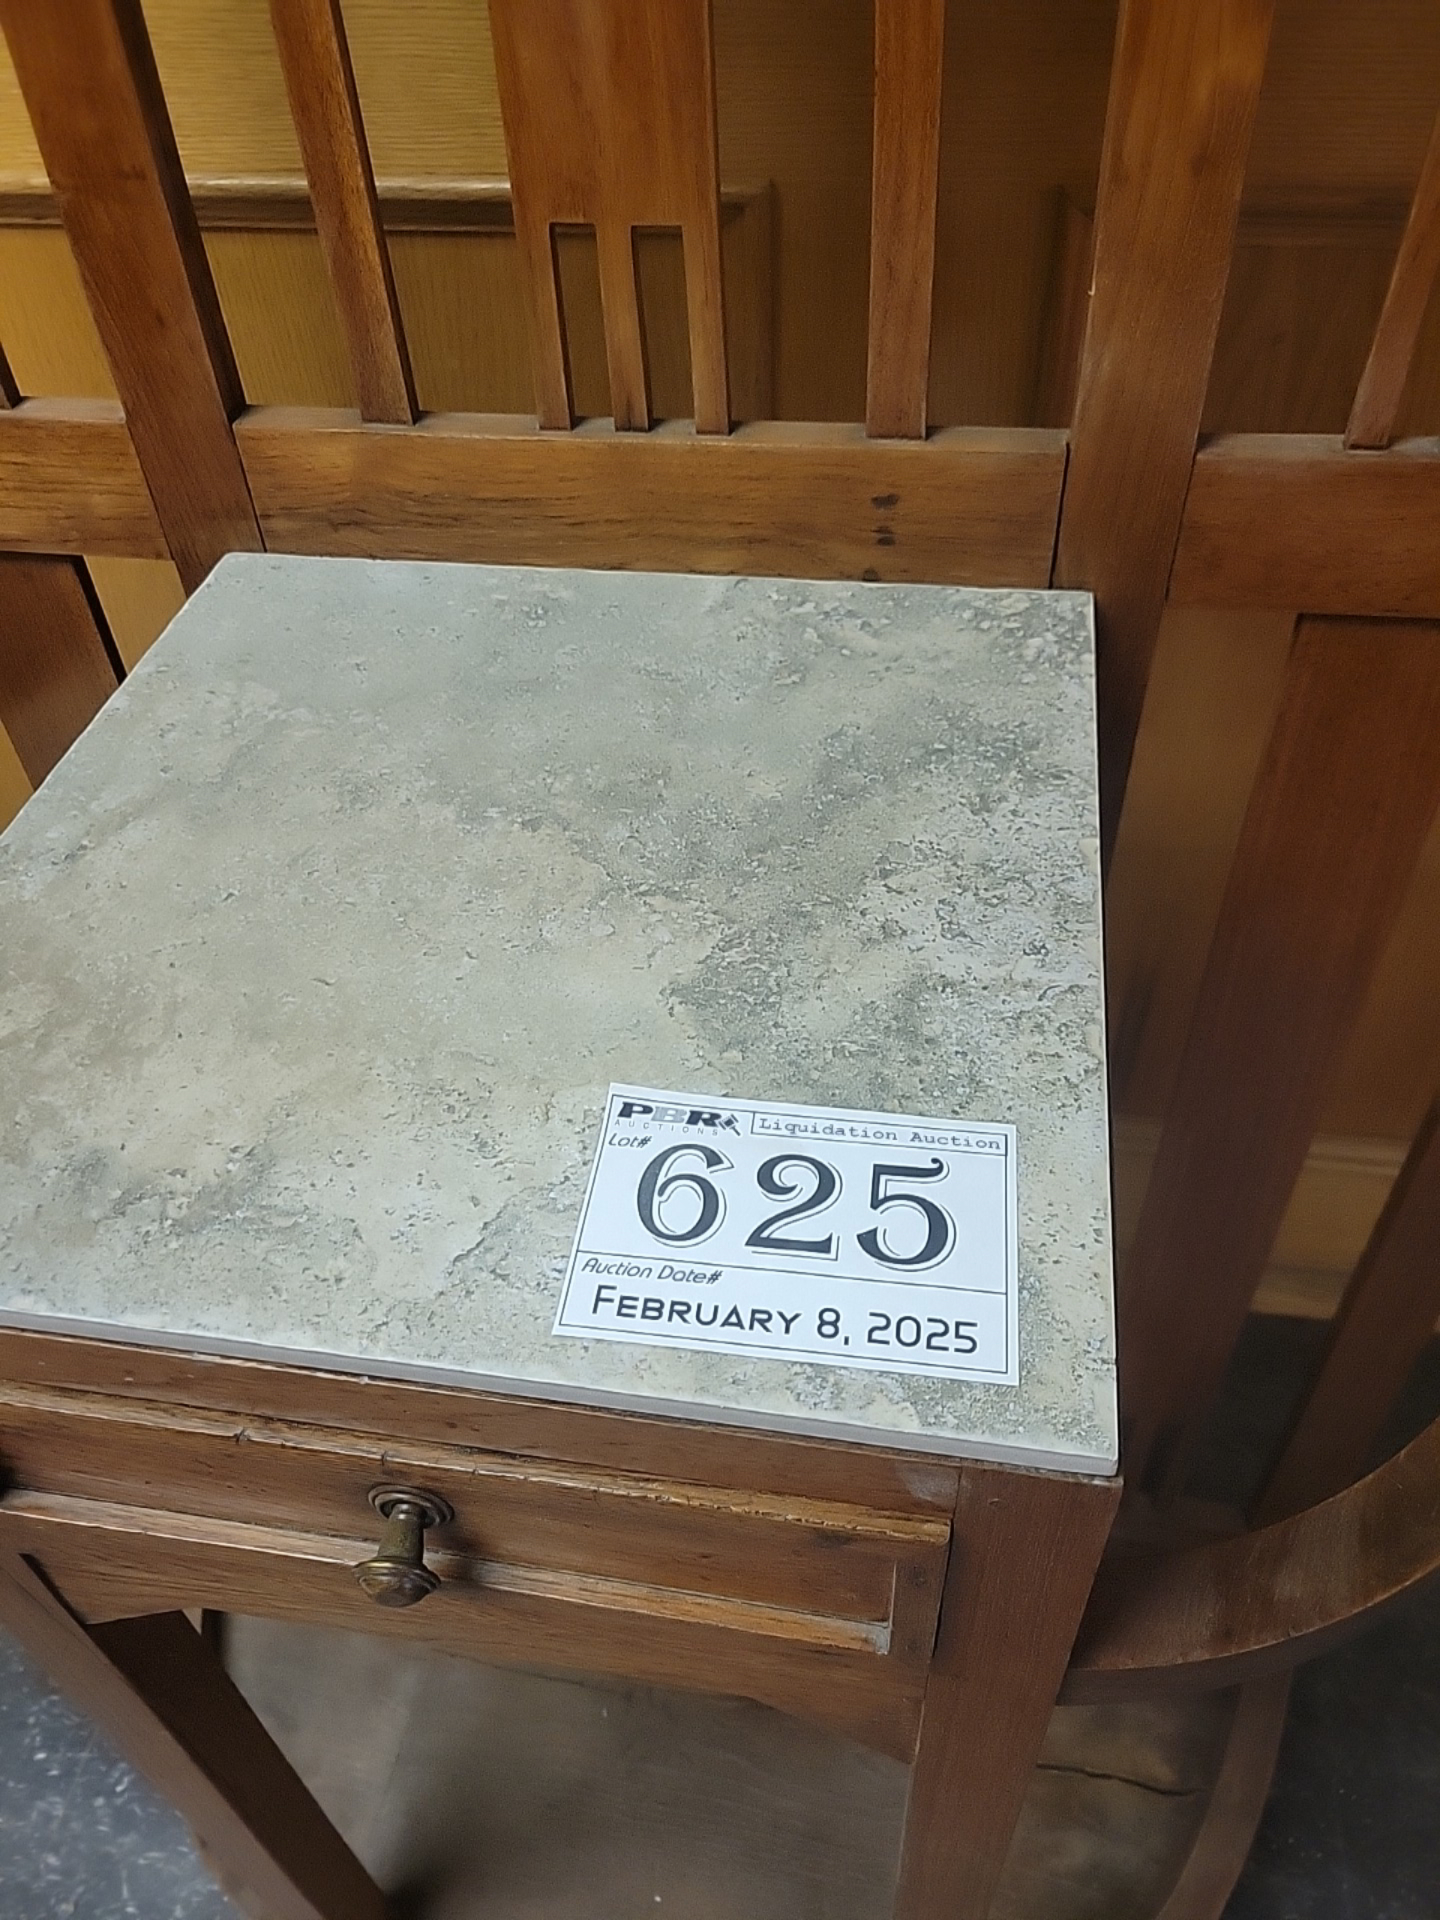 PBR
AUCTIONS
Liquidation Auction
Lot#
625
Auction Date#
FEBRUARY 8, 2025